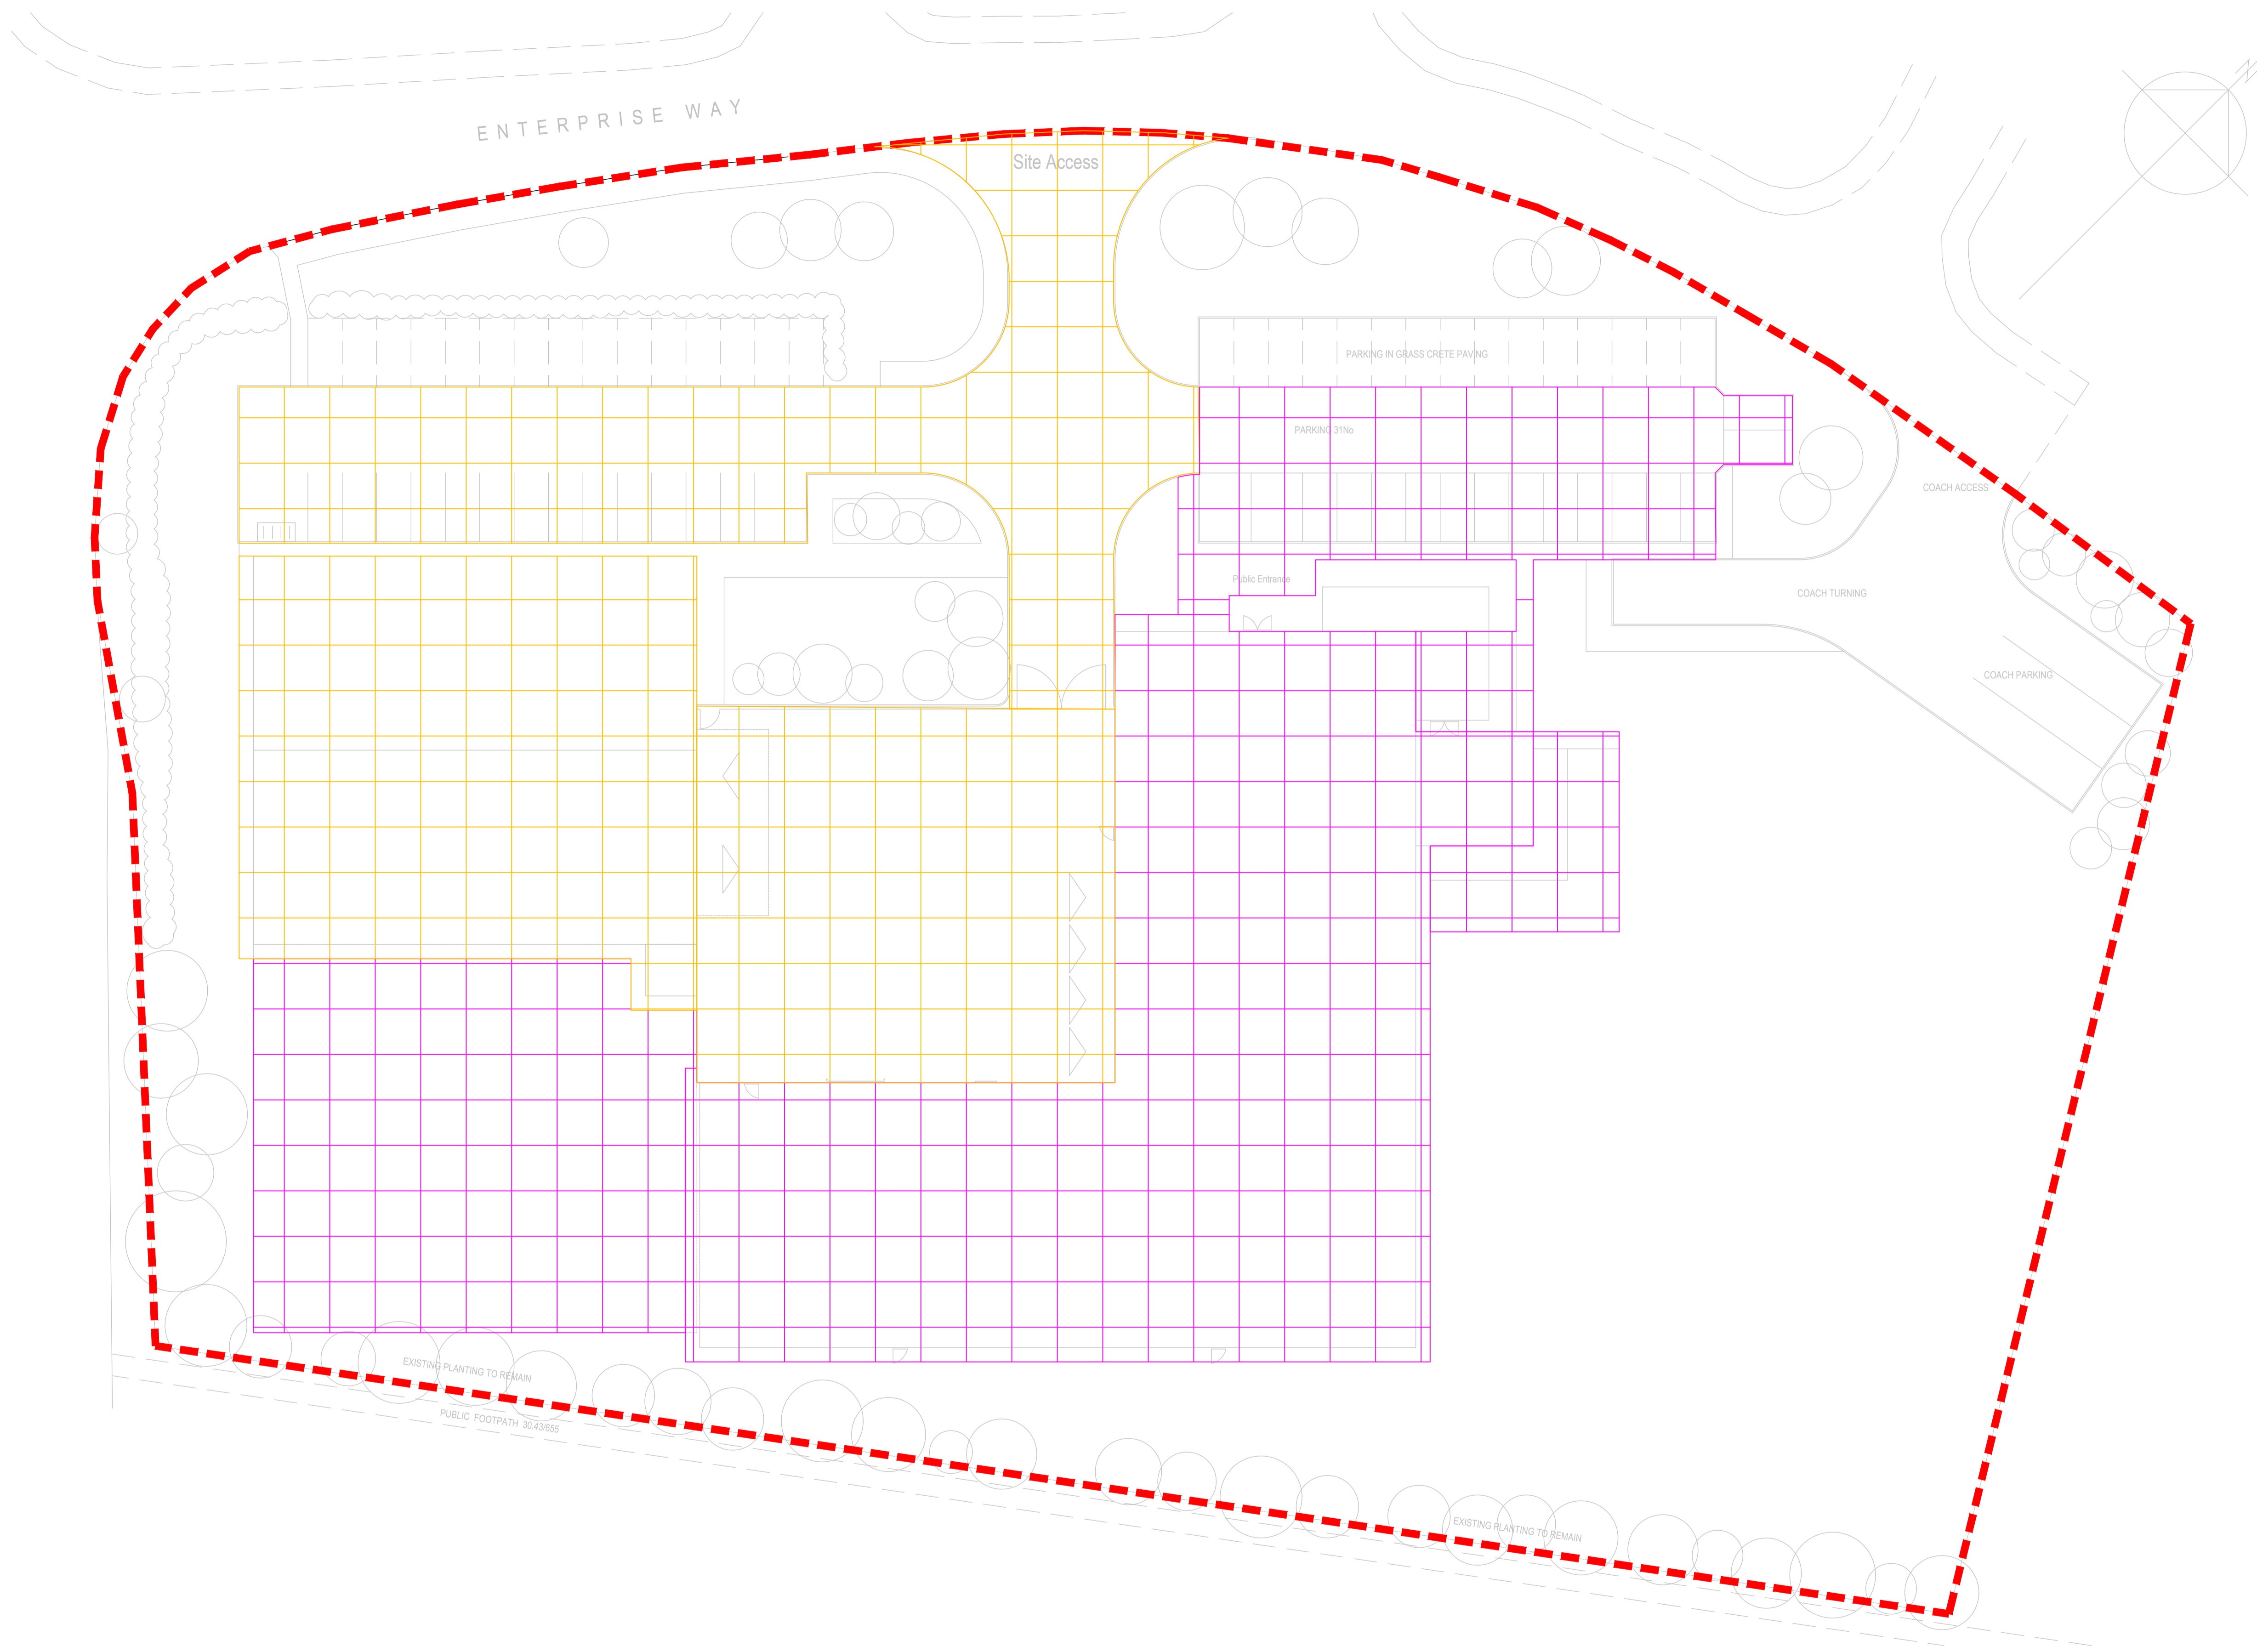 ENTERPRISE WAY
Site Access
PARKING IN GRASS CRETE PAVING
PARKING 31No
COACH ACCESS
Public Entrance
COACH TURNING
COACH PARKING
EXISTING PLANTING TO REMAIN
PUBLIC FOOTPATH 30.43/655
EXISTING PLANTING TO REMAIN